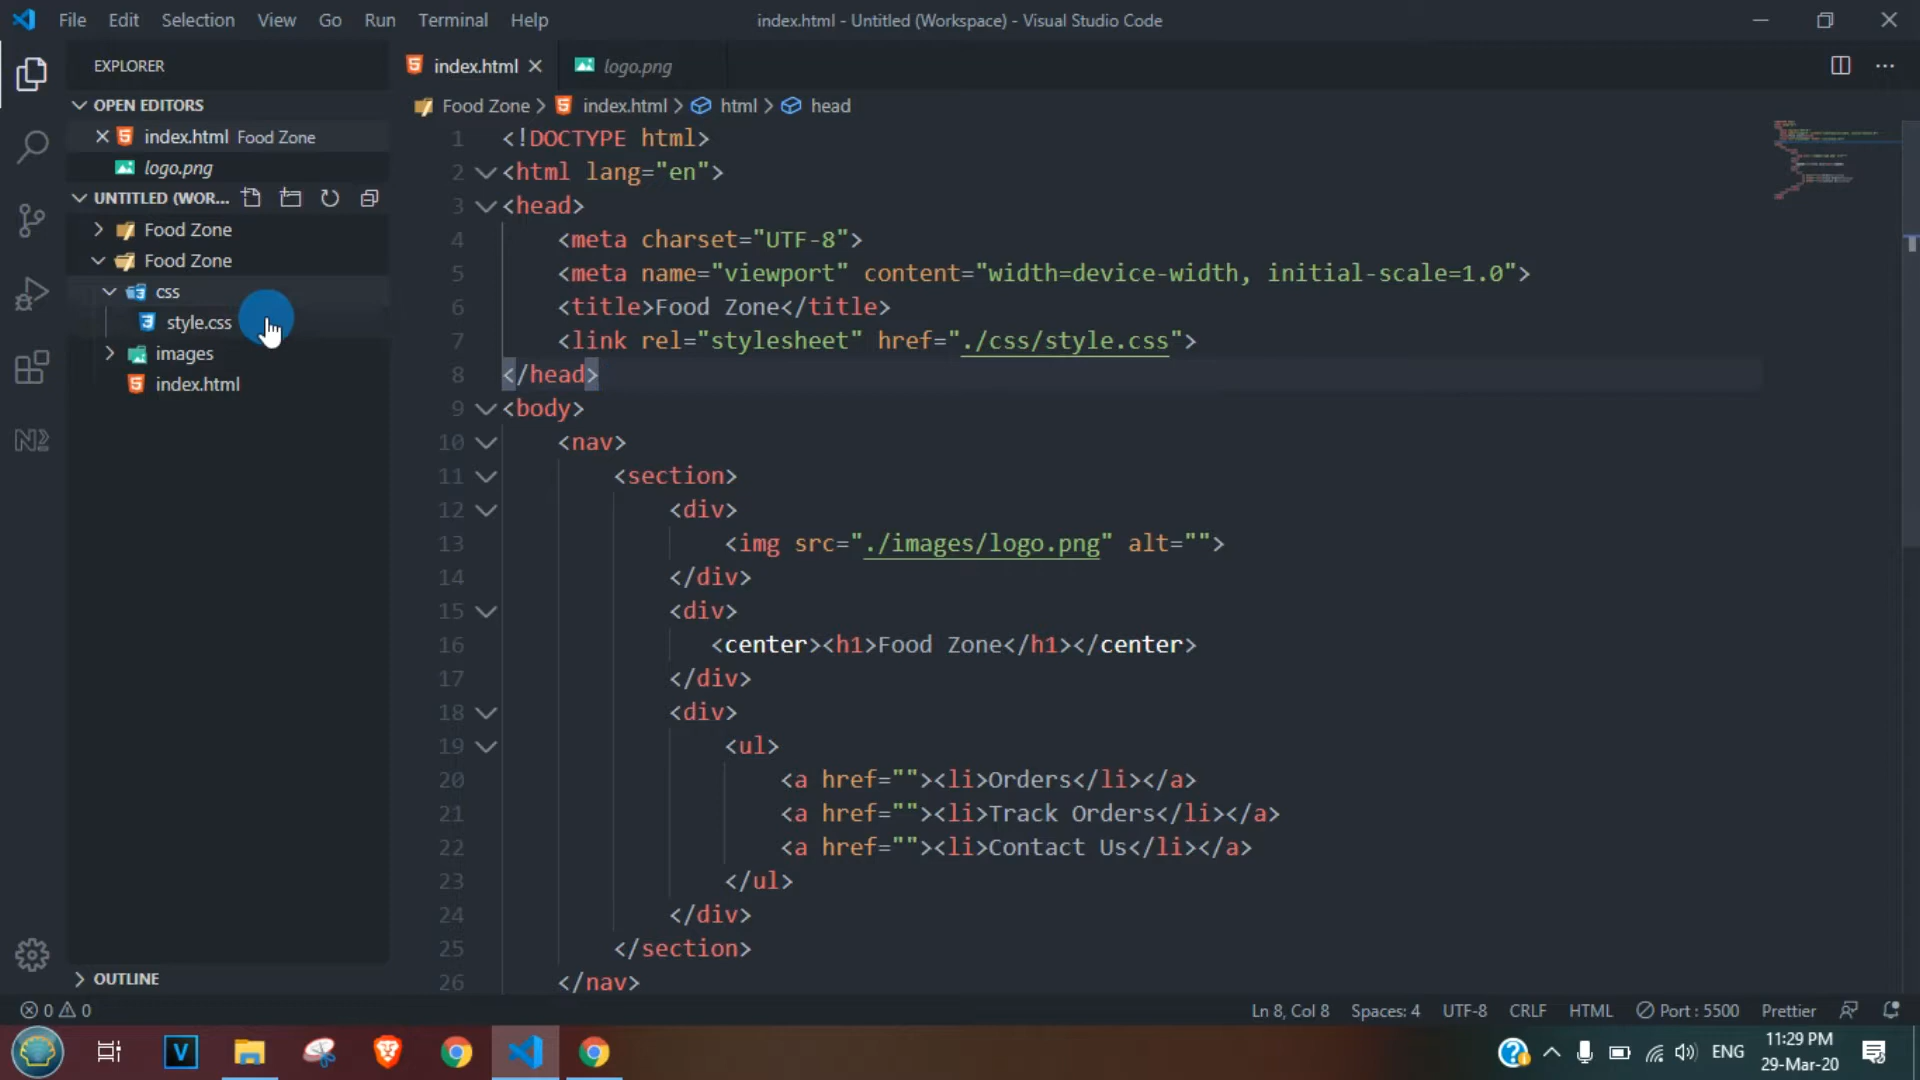 File Edit Selection View Go Run Terminal Help
index.html - Untitled (Workspace) - Visual Studio Code
EXPLORER
OPEN EDITORS
index.html Food Zone
logo.png
UNTITLED (WOR...
Food Zone
Food Zone
css
style.css
images
index.html
OUTLINE
index.html
logo.png
Food Zone > index.html > html > head
1 <!DOCTYPE html>
2 <html lang="en">
3 <head>
4 <meta charset="UTF-8">
5 <meta name="viewport" content="width=device-width, initial-scale=1.0">
6 <title>Food Zone</title>
7 <link rel="stylesheet" href="./css/style.css">
8 </head>
9 <body>
10 <nav>
11 <section>
12 <div>
13 <img src="./images/logo.png" alt="">
14 </div>
15 <div>
16 <center><h1>Food Zone</h1></center>
17 </div>
18 <div>
19 <ul>
20 <a href=""><li>Orders</li></a>
21 <a href=""><li>Track Orders</li></a>
22 <a href=""><li>Contact Us</li></a>
23 </ul>
24 </div>
25 </section>
26 </nav>
0 0
Ln 8, Col 8 Spaces: 4 UTF-8 CRLF HTML Port : 5500 Prettier
V
ENG
11:29 PM
29-Mar-20